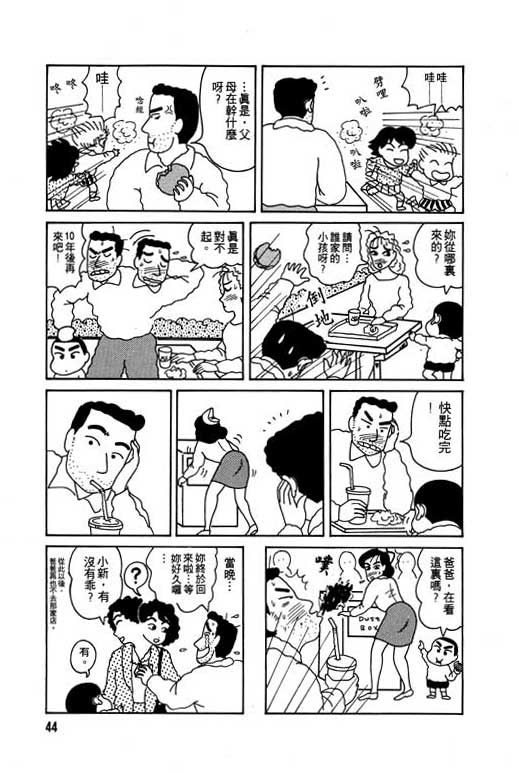 哇哇
劈哩
叭啦
叭啦
…真是,父
母在幹什麼
呀?
哇
咚 咚
妳從哪裏
來的?
請問…
誰家的
小孩呀?
倒地
真是
對不
起。
10年後再
來吧!
快點吃完
!
爸爸,在看
這裏嗎?
噗
DUST
BOX
當晚…
妳終於回
來啦…等
妳好久囉
…
?
小新,有
沒有乖?
有。
從此以後,
爸爸再也不去那家店。
44